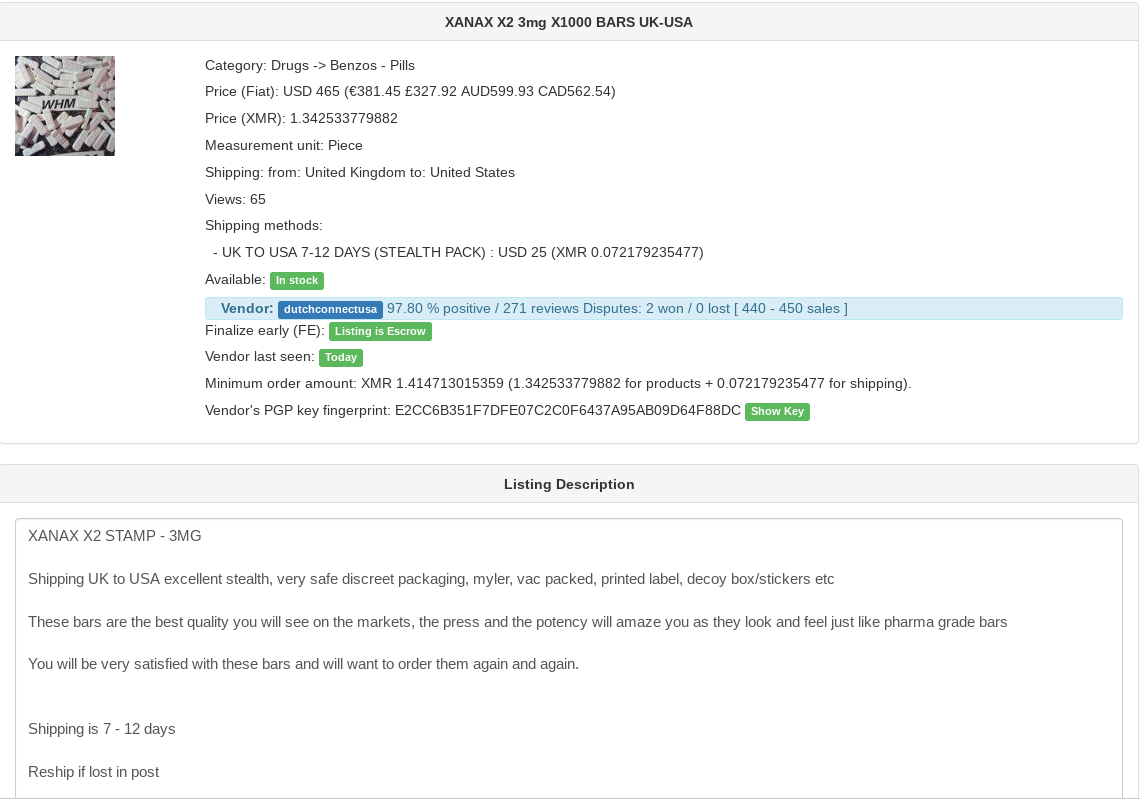 XANAX X2 3mg X1000 BARS UK-USA
WHM
Category: Drugs -> Benzos - Pills
Price (Fiat): USD 465 (€381.45 £327.92 AUD599.93 CAD562.54)
Price (XMR): 1.342533779882
Measurement unit: Piece
Shipping: from: United Kingdom to: United States
Views: 65
Shipping methods:
- UK TO USA 7-12 DAYS (STEALTH PACK) : USD 25 (XMR 0.072179235477)
Available: In stock
Vendor: dutchconnectusa 97.80 % positive / 271 reviews Disputes: 2 won / 0 lost [ 440 - 450 sales ]
Finalize early (FE): Listing is Escrow
Vendor last seen: Today
Minimum order amount: XMR 1.414713015359 (1.342533779882 for products + 0.072179235477 for shipping).
Vendor's PGP key fingerprint: E2CC6B351F7DFE07C2C0F6437A95AB09D64F88DC Show Key
Listing Description
XANAX X2 STAMP - 3MG
Shipping UK to USA excellent stealth, very safe discreet packaging, myler, vac packed, printed label, decoy box/stickers etc
These bars are the best quality you will see on the markets, the press and the potency will amaze you as they look and feel just like pharma grade bars
You will be very satisfied with these bars and will want to order them again and again.
Shipping is 7 - 12 days
Reship if lost in post